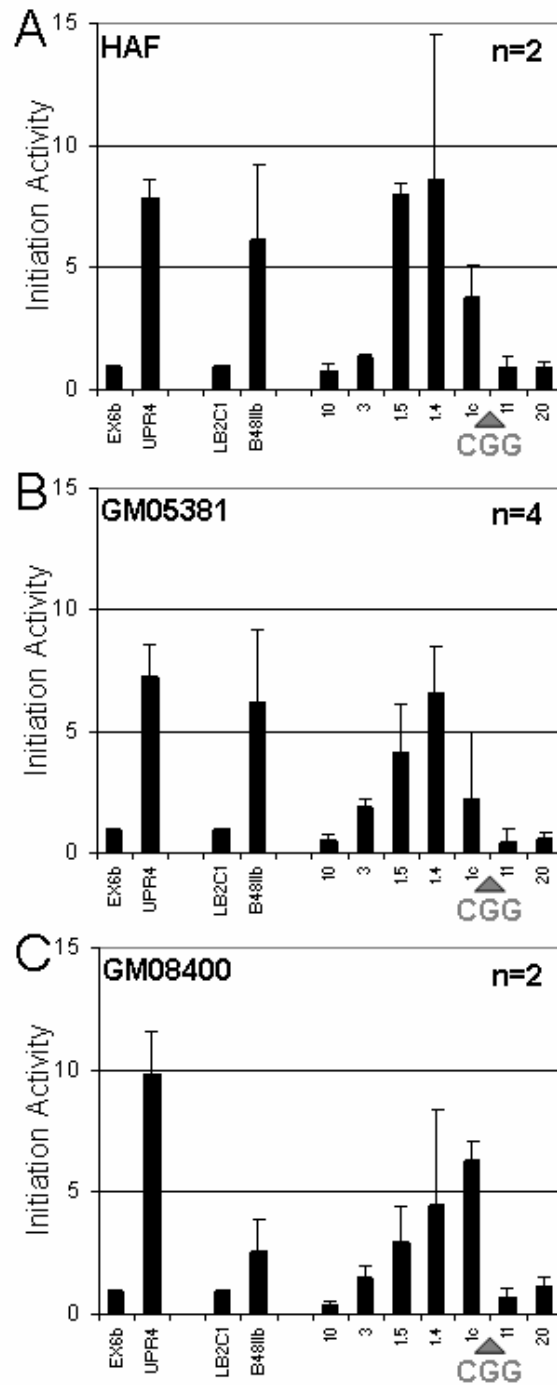 A
HAF
n=2
15
10
5
0
Initiation Activity
EX6b
UPR4
LB2C1
B48IIb
10
3
1.5
1.4
1c
11
20
CGG
B
GM05381
n=4
15
10
5
0
Initiation Activity
EX6b
UPR4
LB2C1
B48IIb
10
3
1.5
1.4
1c
11
20
CGG
C
GM08400
n=2
15
10
5
0
Initiation Activity
EX6b
UPR4
LB2C1
B48IIb
10
3
1.5
1.4
1c
11
20
CGG